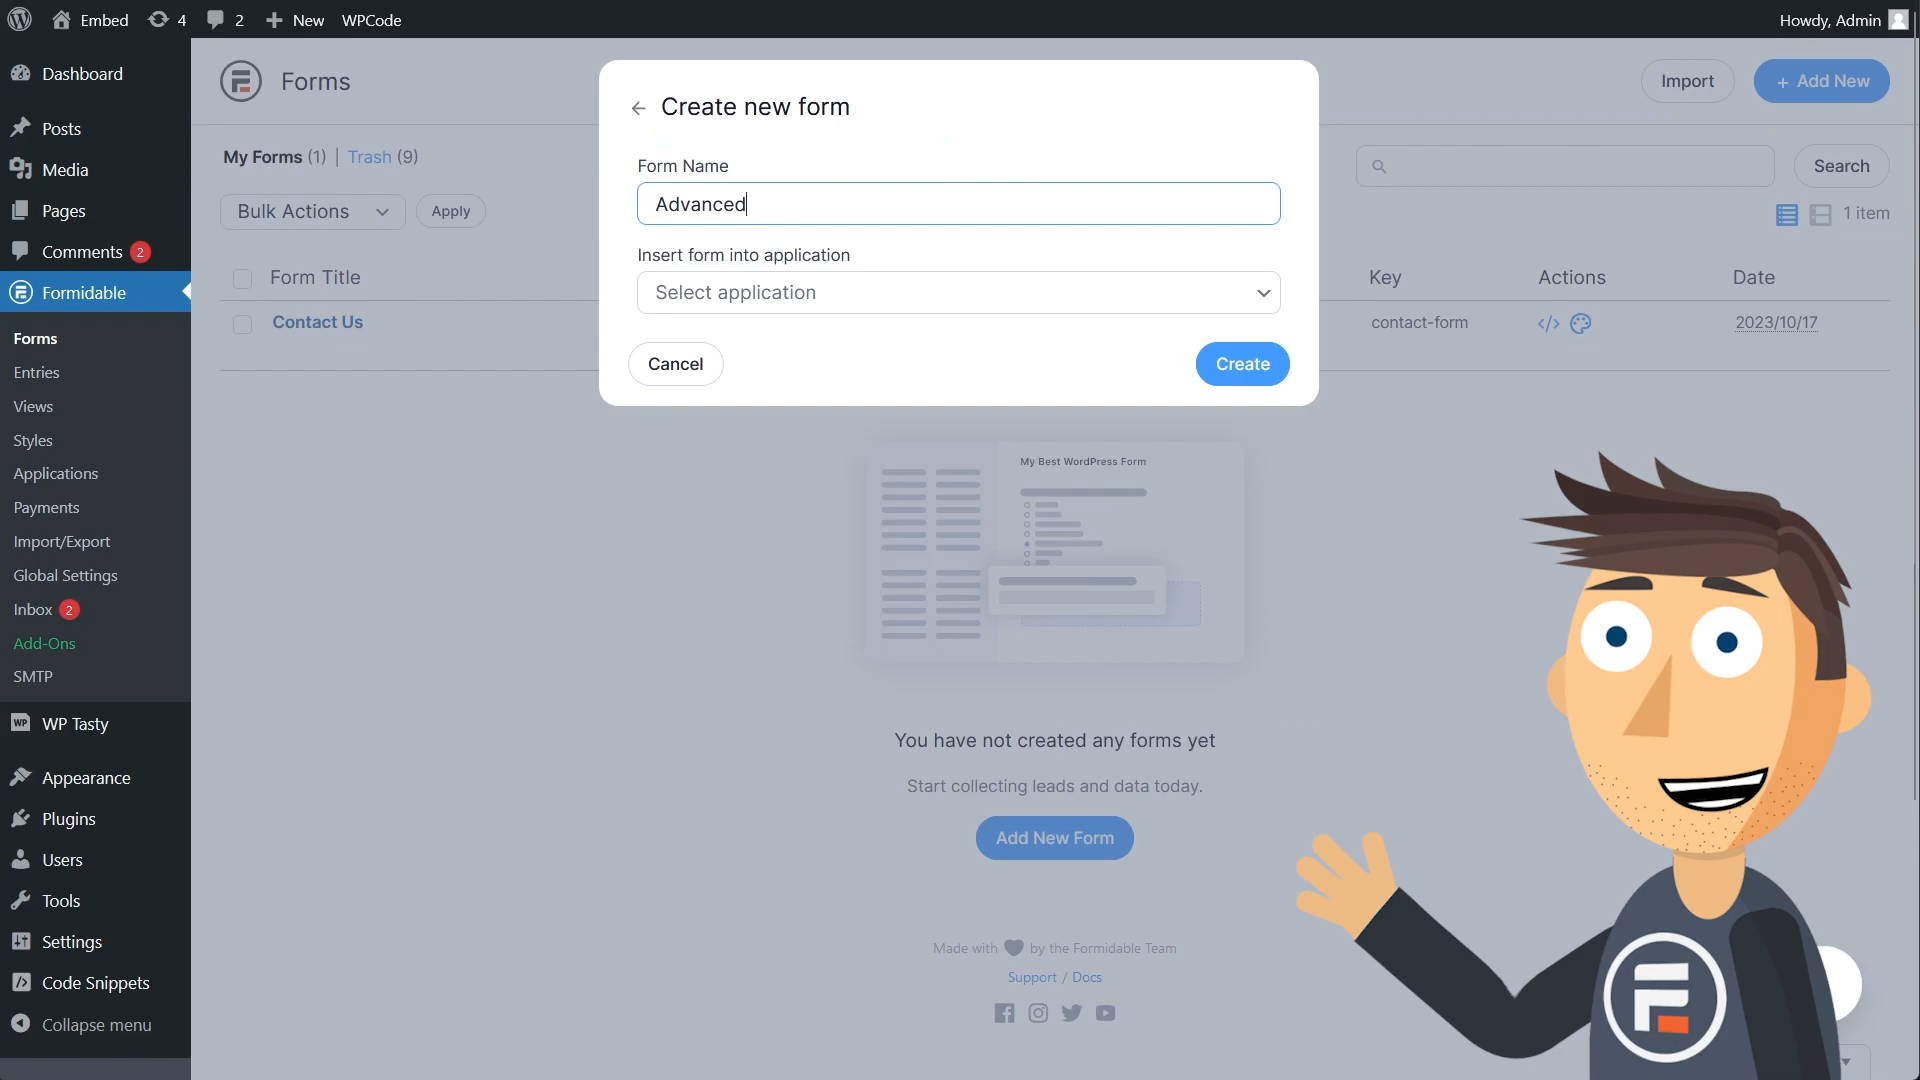 Embed 4 2 New WPCode
Howdy, Admin
Dashboard
Posts
Media
Pages
Comments 2
Formidable
Forms
Entries
Views
Styles
Applications
Payments
Import/Export
Global Settings
Inbox 2
Add-Ons
SMTP
WP Tasty
Appearance
Plugins
Users
Tools
Settings
Code Snippets
Collapse menu
Forms
Import
+ Add New
My Forms (1) | Trash (9)
Search
Bulk Actions
Apply
1 item
Form Title
Key
Actions
Date
Contact Us
contact-form
2023/10/17
Create new form
Form Name
Advanced
Insert form into application
Select application
Cancel
Create
My Best WordPress Form
You have not created any forms yet
Start collecting leads and data today.
Add New Form
Made with by the Formidable Team
Support / Docs